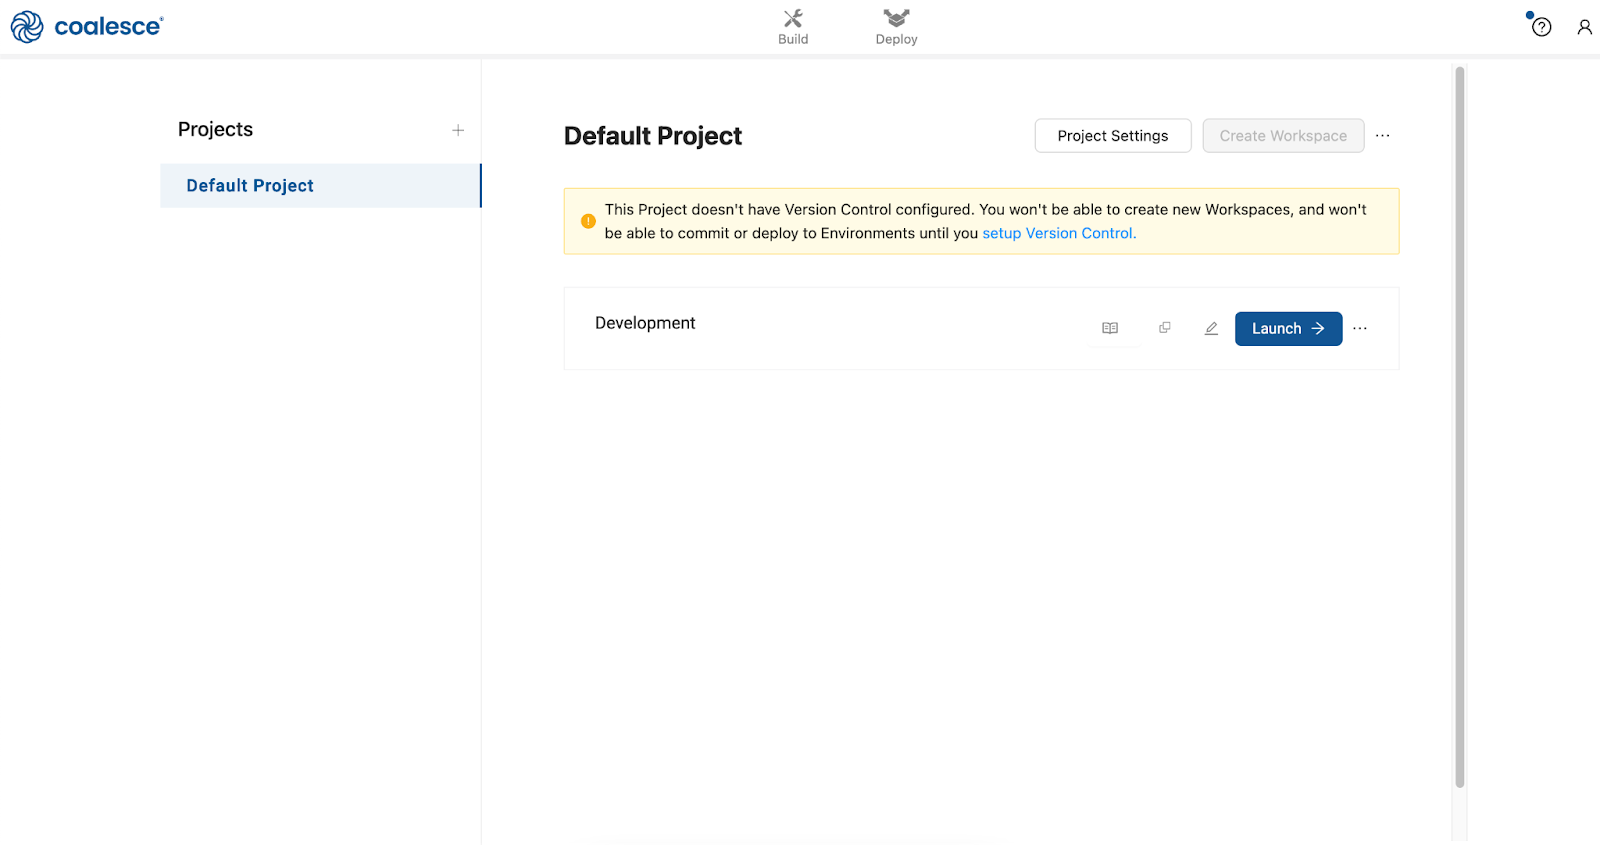 coalesce®
Build
Deploy
Projects
Default Project
Default Project
Project Settings
Create Workspace
This Project doesn't have Version Control configured. You won't be able to create new Workspaces, and won't
be able to commit or deploy to Environments until you setup Version Control.
Development
Launch